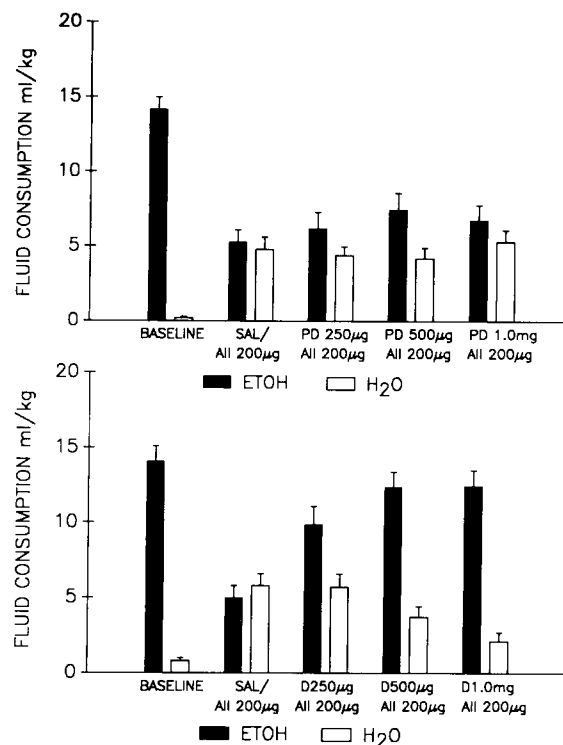 20
15
10
5
0
FLUID CONSUMPTION ml/kg
BASELINE SAL/ PD 250µg PD 500µg PD 1.0mg
AII 200µg AII 200µg AII 200µg AII 200µg
ETOH H₂O
20
15
10
5
0
FLUID CONSUMPTION ml/kg
BASELINE SAL/ D250µg D500µg D1.0mg
AII 200µg AII 200µg AII 200µg AII 200µg
ETOH H₂O